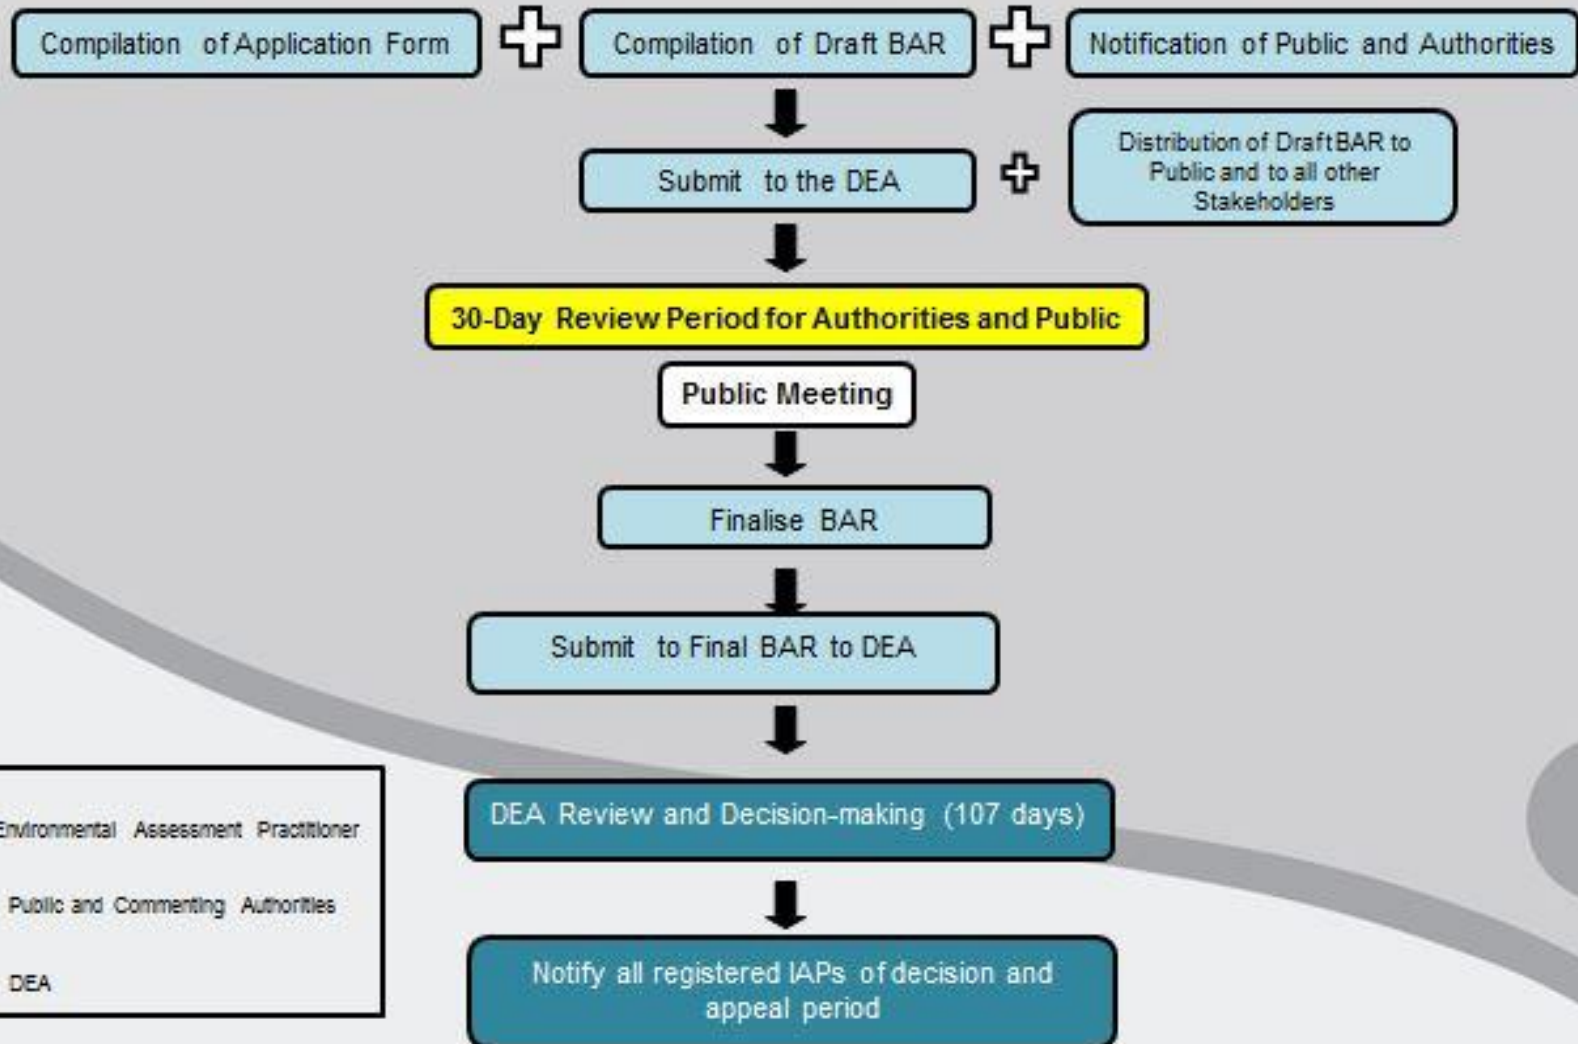 Compilation of Application Form
Compilation of Draft BAR
Notification of Public and Authorities
Submit to the DEA
Distribution of Draft BAR to
Public and to all other
Stakeholders
30-Day Review Period for Authorities and Public
Public Meeting
Finalise BAR
Submit to Final BAR to DEA
DEA Review and Decision-making (107 days)
Notify all registered IAPs of decision and
appeal period
Environmental Assessment Practitioner
Public and Commenting Authorities
DEA